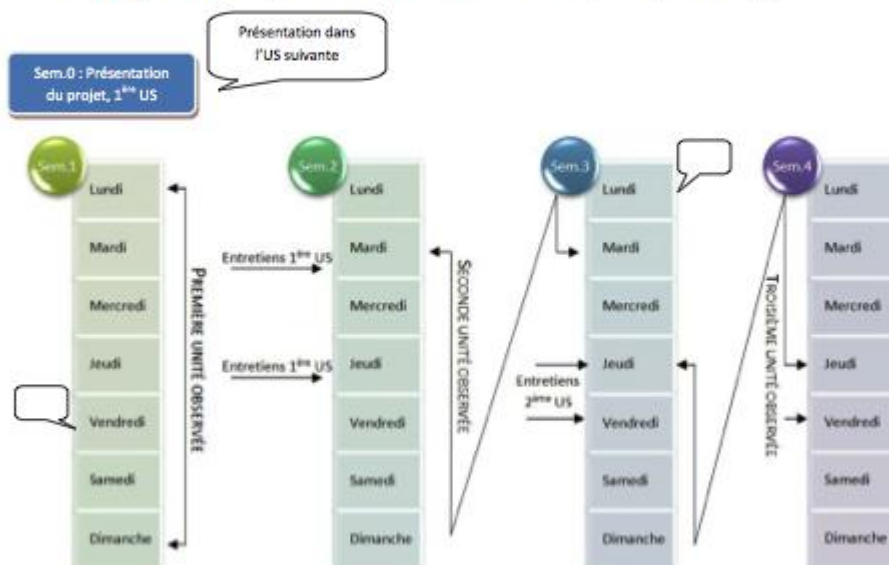 Présentation dans
l'US suivante
Sem.0 : Présentation
du projet, 1ère US
Sem.1
Lundi
Mardi
Mercredi
Jeudi
Vendredi
Samedi
Dimanche
PREMIÈRE UNITÉ OBSERVÉE
Entretiens 1ère US
Entretiens 1ère US
Sem.2
Lundi
Mardi
Mercredi
Jeudi
Vendredi
Samedi
Dimanche
SECONDE UNITÉ OBSERVÉE
Entretiens
2ième US
Sem.3
Lundi
Mardi
Mercredi
Jeudi
Vendredi
Samedi
Dimanche
TROISIÈME UNITÉ OBSERVÉE
Sem.4
Lundi
Mardi
Mercredi
Jeudi
Vendredi
Samedi
Dimanche